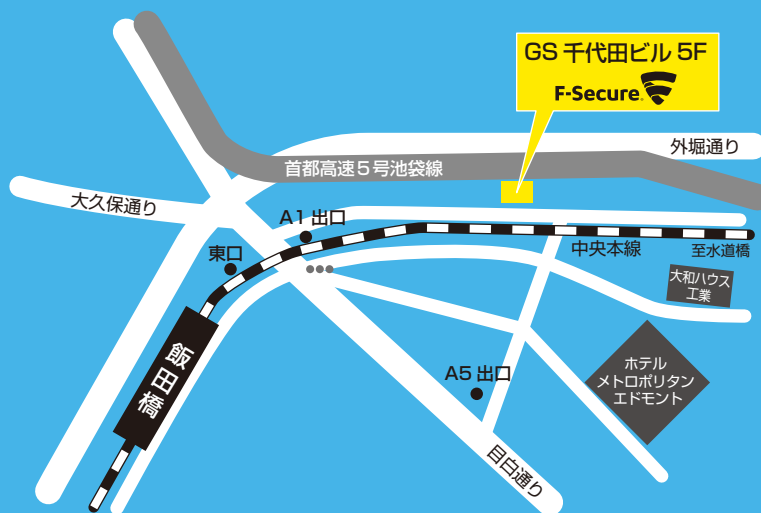 GS 千代田ビル 5F
F-Secure
外堀通り
首都高速5号池袋線
大久保通り
A1 出口
東口
中央本線
至水道橋
大和ハウス
工業
飯田橋
ホテル
メトロポリタン
エドモント
A5 出口
目白通り